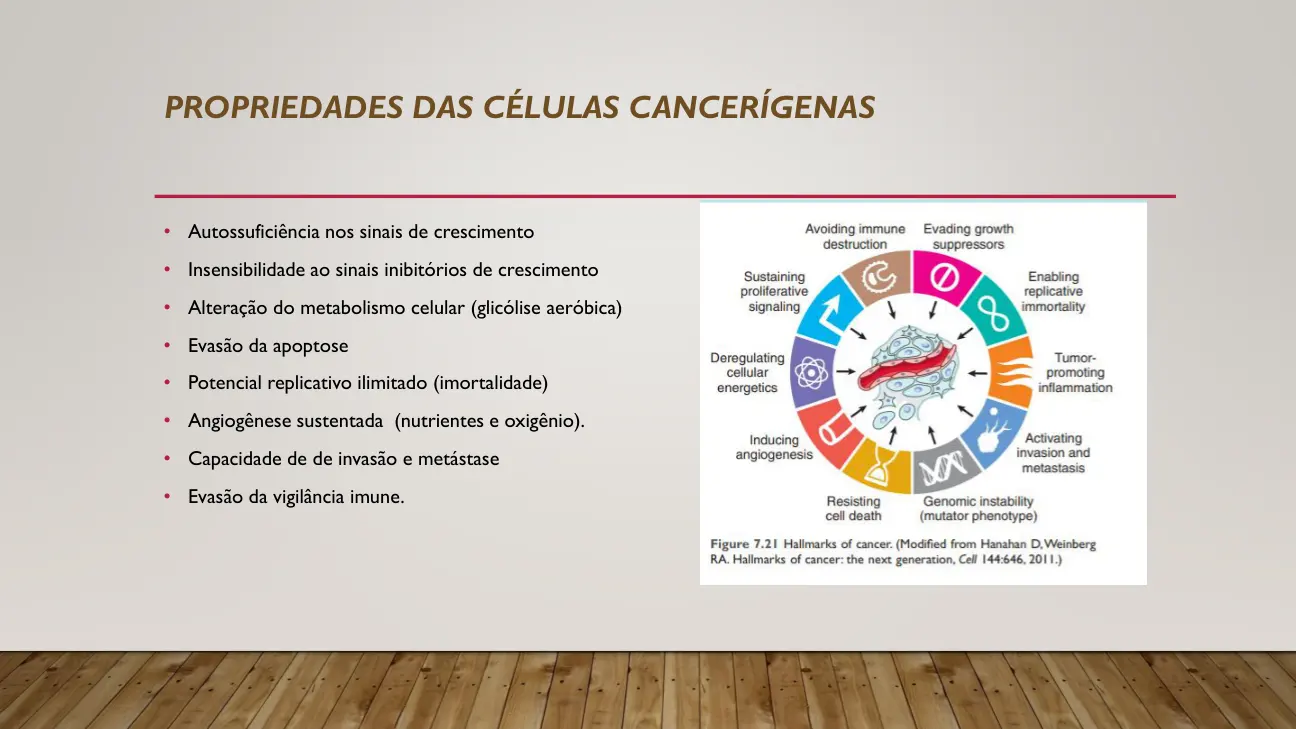 PROPRIEDADES DAS CÉLULAS CANCERÍGENAS
• Autossuficiência nos sinais de crescimento
• Insensibilidade ao sinais inibitórios de crescimento
• Alteração do metabolismo celular (glicólise aeróbica)
• Evasão da apoptose
• Potencial replicativo ilimitado (imortalidade)
• Angiogênese sustentada (nutrientes e oxigênio).
• Capacidade de de invasão e metástase
• Evasão da vigilância imune.
Avoiding immune
destruction
Evading growth
suppressors
Sustaining
proliferative
signaling
Enabling
replicative
immortality
Deregulating
cellular
energetics
Tumor-
promoting
inflammation
Inducing
angiogenesis
Activating
invasion and
metastasis
Resisting
cell death
Genomic instability
(mutator phenotype)
Figure 7.21 Hallmarks of cancer. (Modified from Hanahan D, Weinberg
RA. Hallmarks of cancer: the next generation, Cell 144:646, 2011.)